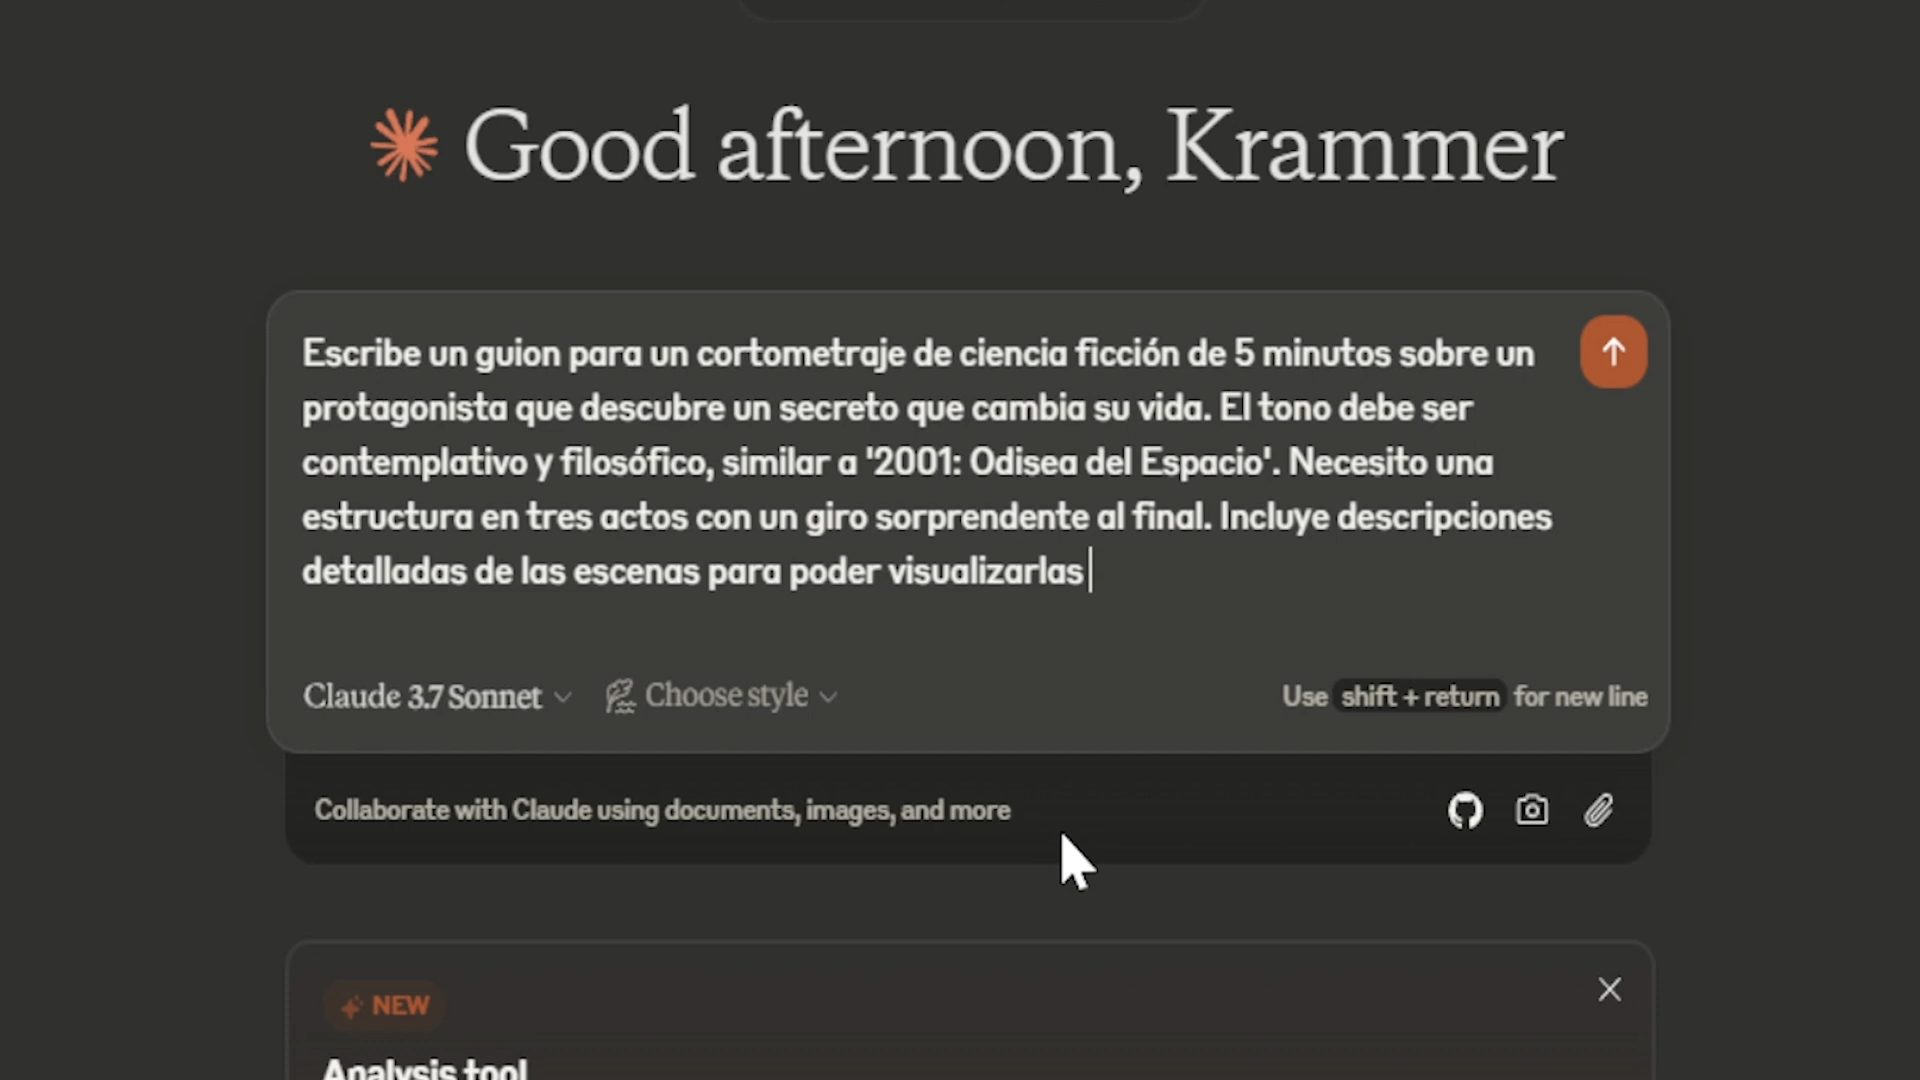 Good afternoon, Krammer
Escribe un guion para un cortometraje de ciencia ficción de 5 minutos sobre un
protagonista que descubre un secreto que cambia su vida. El tono debe ser
contemplativo y filosófico, similar a '2001: Odisea del Espacio'. Necesito una
estructura en tres actos con un giro sorprendente al final. Incluye descripciones
detalladas de las escenas para poder visualizarlas
Claude 3.7 Sonnet Choose style Use shift + return for new line
Collaborate with Claude using documents, images, and more
NEW
Analysis tool